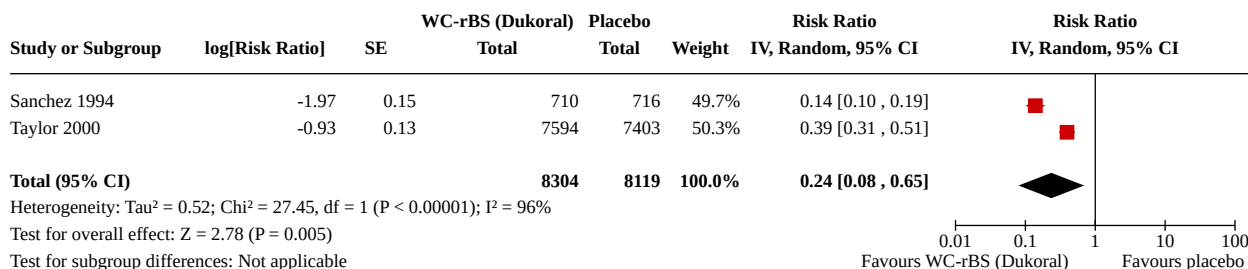 WC-rBS (Dukoral) Placebo Risk Ratio Risk Ratio
Study or Subgroup log[Risk Ratio] SE Total Total Weight IV, Random, 95% CI IV, Random, 95% CI
Sanchez 1994 -1.97 0.15 710 716 49.7% 0.14 [0.10 , 0.19]
Taylor 2000 -0.93 0.13 7594 7403 50.3% 0.39 [0.31 , 0.51]
Total (95% CI) 8304 8119 100.0% 0.24 [0.08 , 0.65]
Heterogeneity: Tau² = 0.52; Chi² = 27.45, df = 1 (P < 0.00001); I² = 96%
Test for overall effect: Z = 2.78 (P = 0.005)
0.01 0.1 1 10 100
Test for subgroup differences: Not applicable Favours WC-rBS (Dukoral) Favours placebo